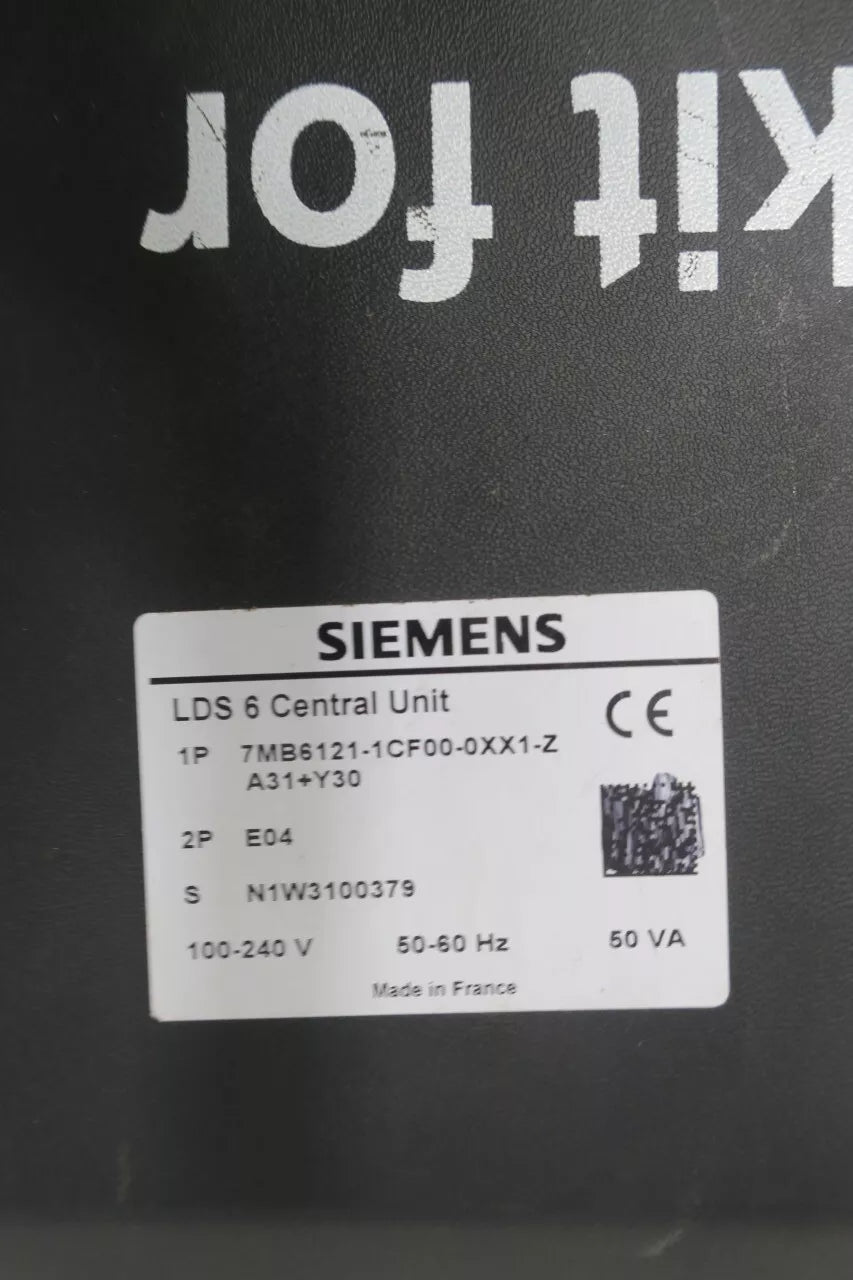 kit for
SIEMENS
LDS 6 Central Unit
CE
1P 7MB6121-1CF00-0XX1-Z
A31+Y30
2P E04
S N1W3100379
100-240 V 50-60 Hz 50 VA
Made in France